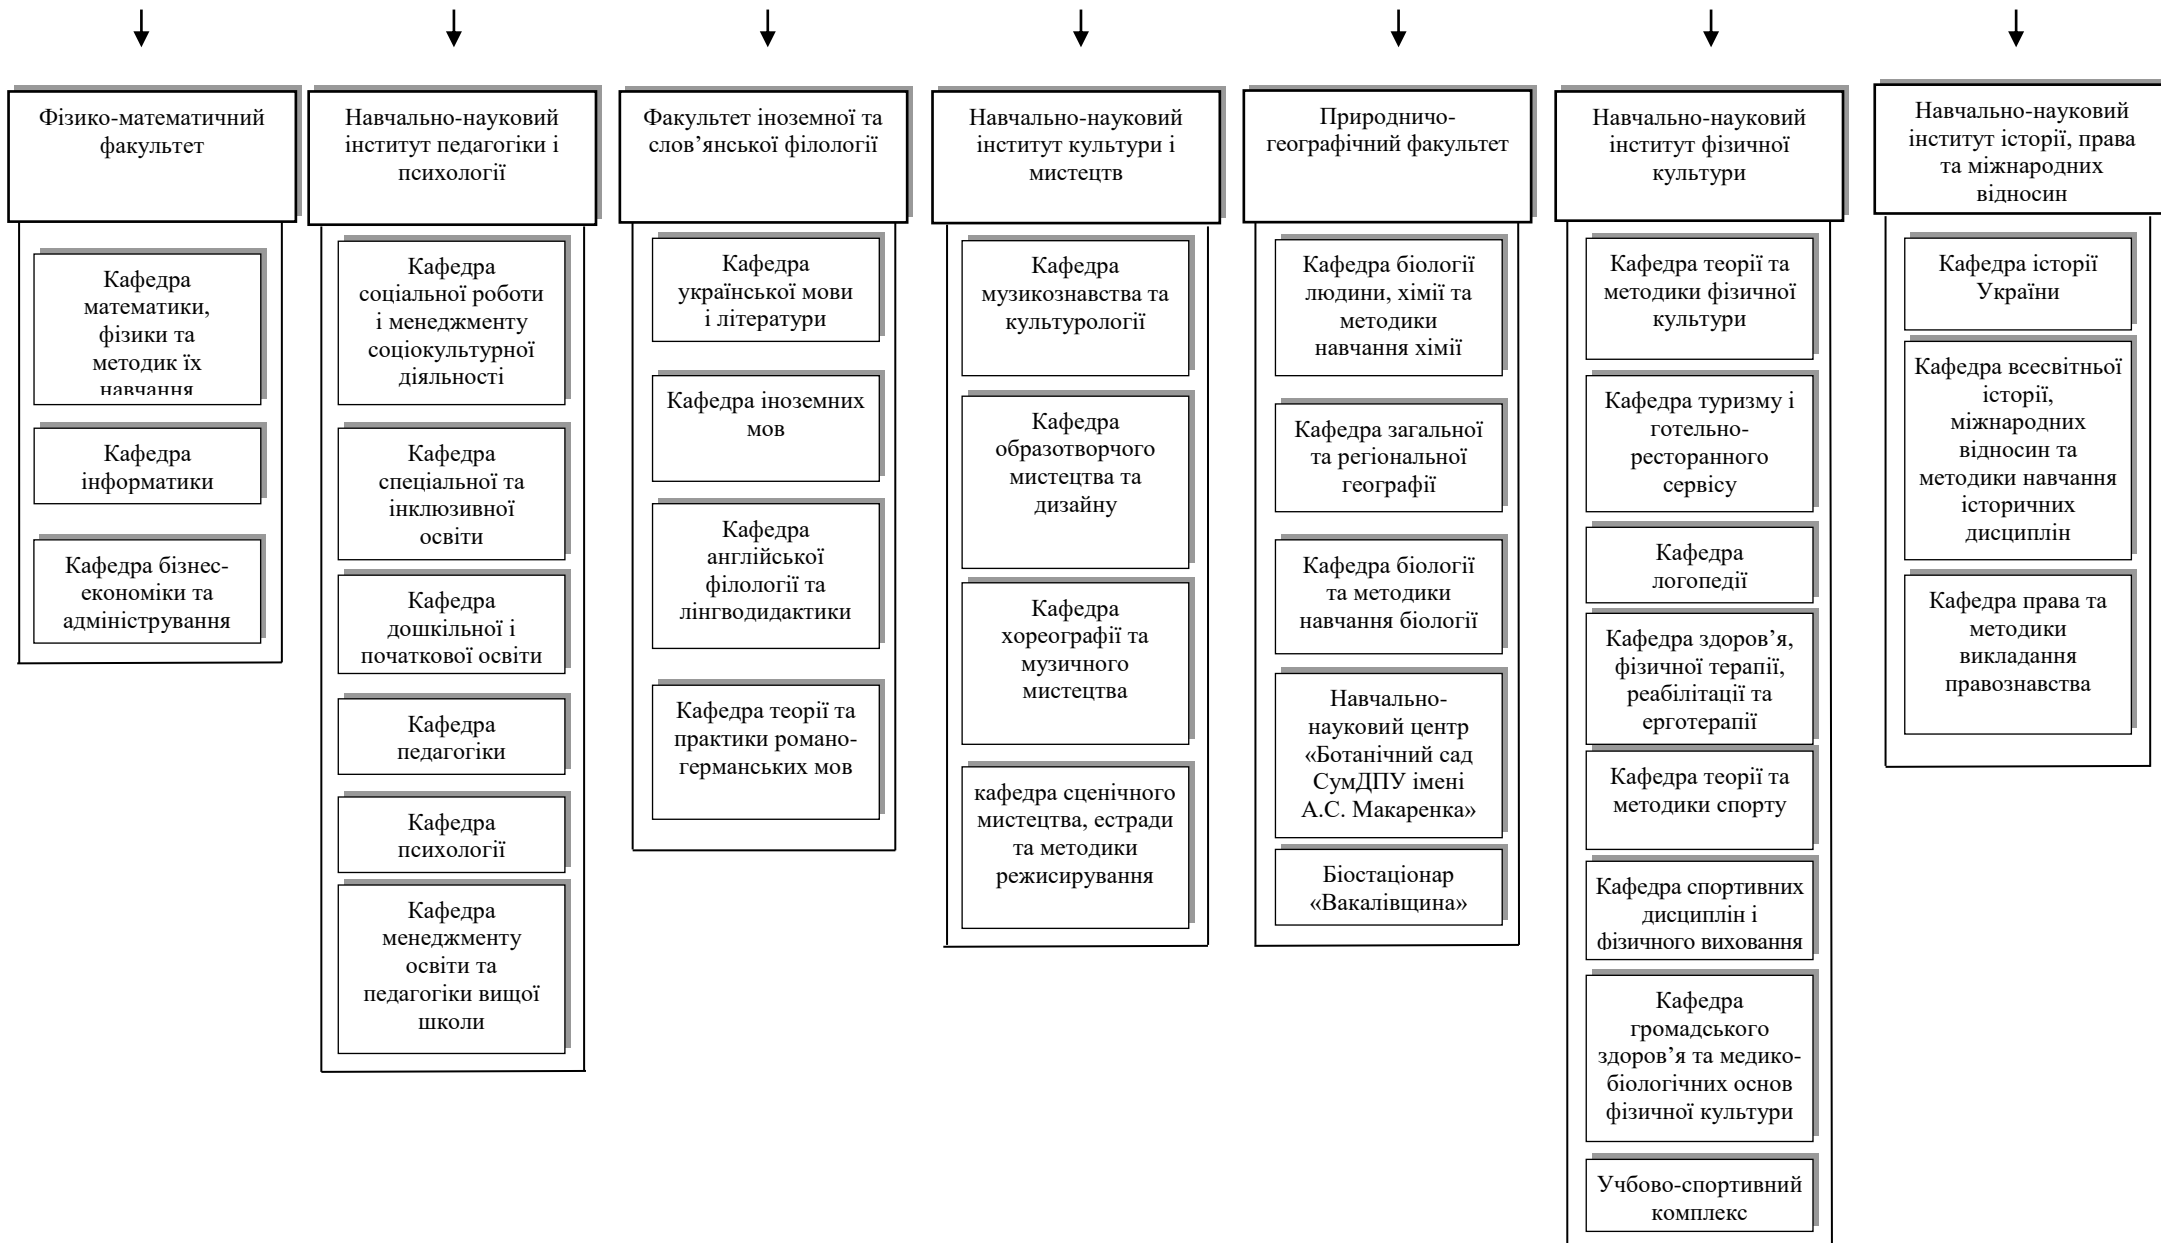 Фізико-математичний
факультет
Кафедра
математики,
фізики та
методик їх
навчання
Кафедра
інформатики
Кафедра бізнес-
економіки та
адміністрування
Навчально-науковий
інститут педагогіки і
психології
Кафедра
соціальної роботи
і менеджменту
соціокультурної
діяльності
Кафедра
спеціальної та
інклюзивної
освіти
Кафедра
дошкільної і
початкової освіти
Кафедра
педагогіки
Кафедра
психології
Кафедра
менеджменту
освіти та
педагогіки вищої
школи
Факультет іноземної та
слов’янської філології
Кафедра
української мови
і літератури
Кафедра іноземних
мов
Кафедра
англійської
філології та
лінгводидактики
Кафедра теорії та
практики романо-
германських мов
Навчально-науковий
інститут культури і
мистецтв
Кафедра
музикознавства та
культурології
Кафедра
образотворчого
мистецтва та
дизайну
Кафедра
хореографії та
музичного
мистецтва
кафедра сценічного
мистецтва, естради
та методики
режисирування
Природничо-
географічний факультет
Кафедра біології
людини, хімії та
методики
навчання хімії
Кафедра загальної
та регіональної
географії
Кафедра біології
та методики
навчання біології
Навчально-
науковий центр
«Ботанічний сад
СумДПУ імені
А.С. Макаренка»
Біостаціонар
«Вакалівщина»
Навчально-науковий
інститут фізичної
культури
Кафедра теорії та
методики фізичної
культури
Кафедра туризму і
готельно-
ресторанного
сервісу
Кафедра
логопедії
Кафедра здоров’я,
фізичної терапії,
реабілітації та
ерготерапії
Кафедра теорії та
методики спорту
Кафедра спортивних
дисциплін і
фізичного виховання
Кафедра
громадського
здоров’я та медико-
біологічних основ
фізичної культури
Учбово-спортивний
комплекс
Навчально-науковий
інститут історії, права
та міжнародних
відносин
Кафедра історії
України
Кафедра всесвітньої
історії,
міжнародних
відносин та
методики навчання
історичних
дисциплін
Кафедра права та
методики
викладання
правознавства